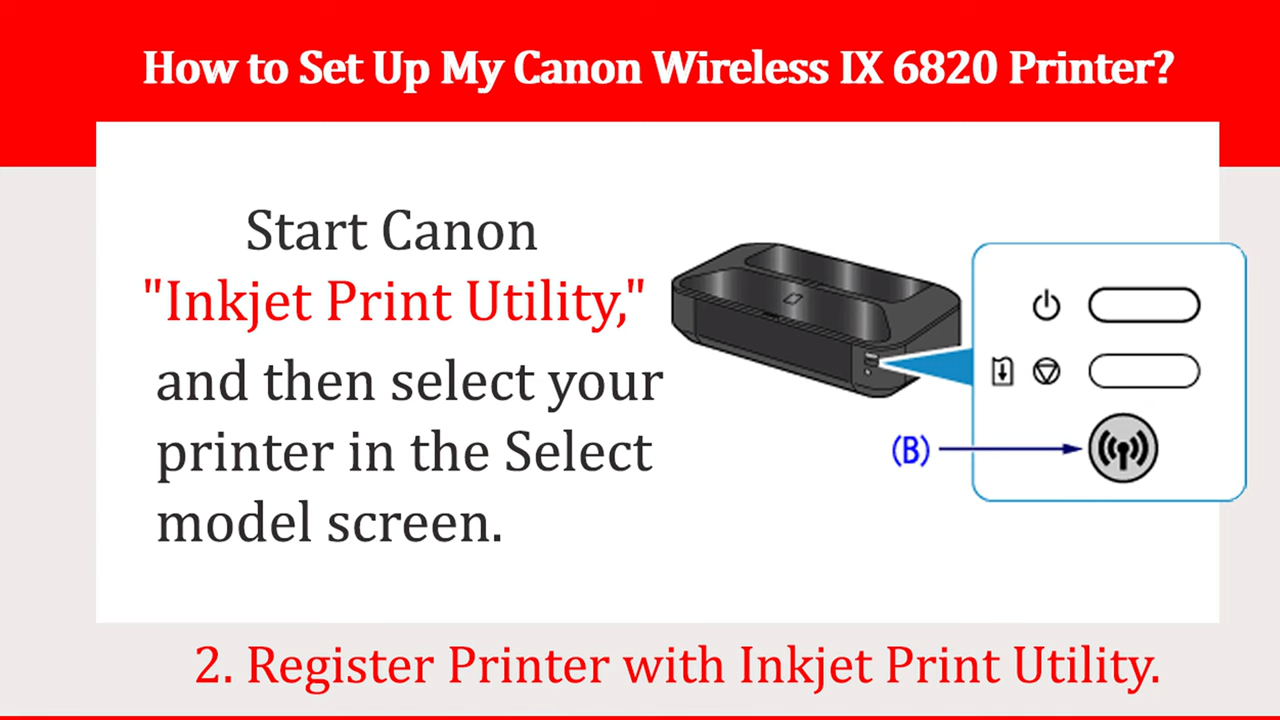 How to Set Up My Canon Wireless IX 6820 Printer?
Start Canon
"Inkjet Print Utility,"
and then select your
printer in the Select
model screen.
(B)
2. Register Printer with Inkjet Print Utility.